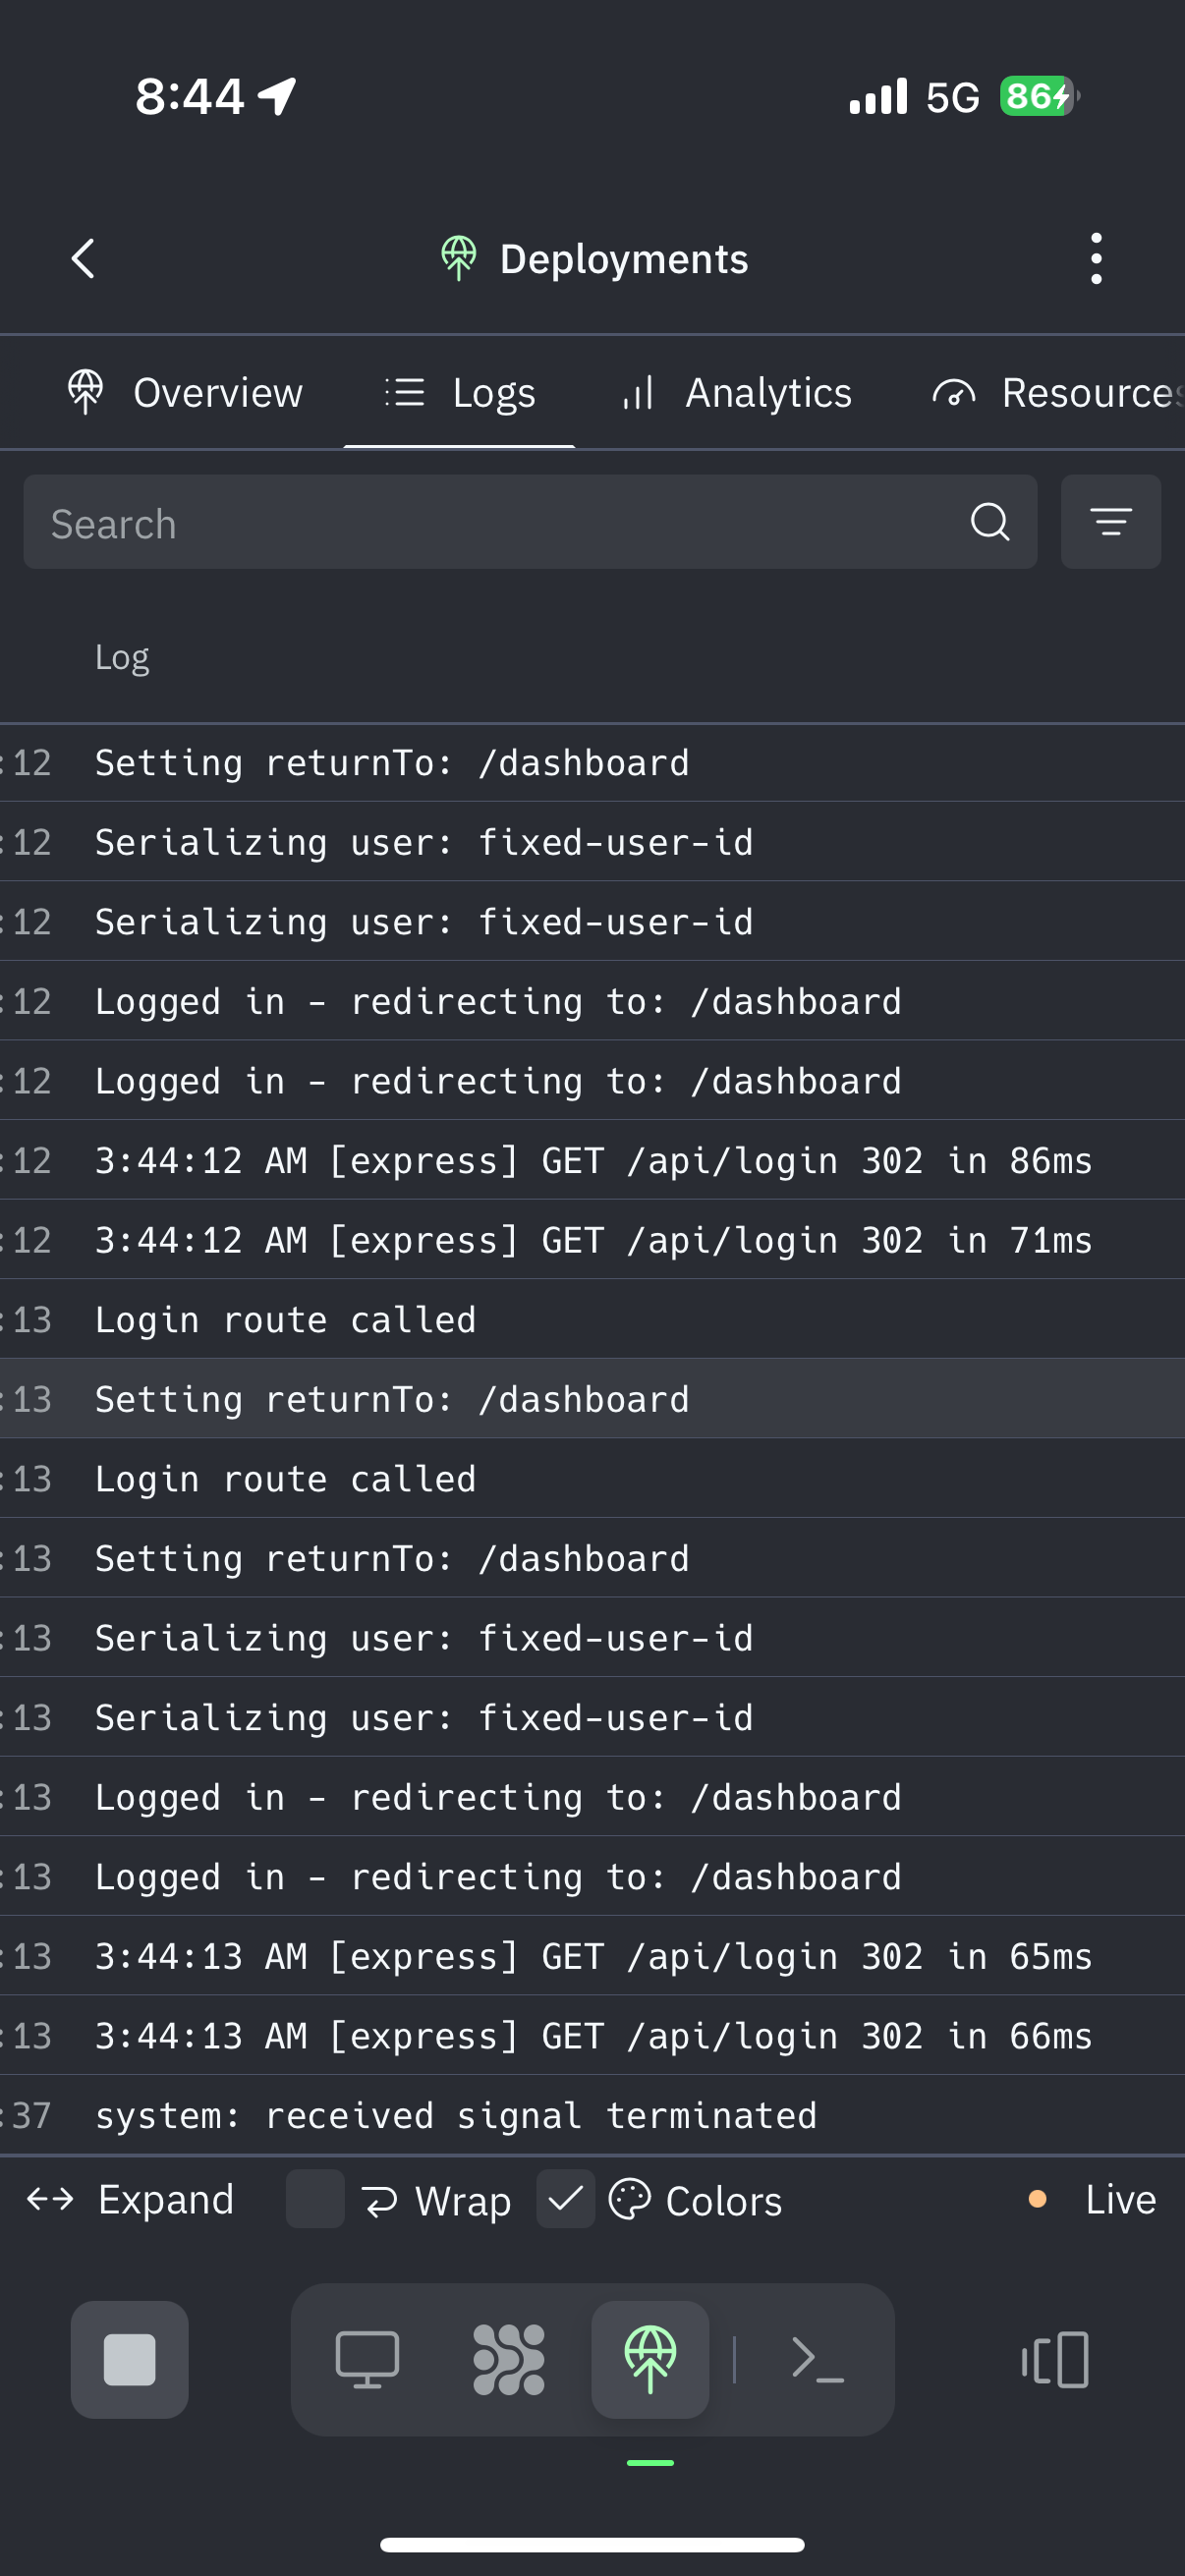 8:44
5G
86
Deployments
Overview
Logs
Analytics
Resources
Search
Log
:12 Setting returnTo: /dashboard
:12 Serializing user: fixed-user-id
:12 Serializing user: fixed-user-id
:12 Logged in - redirecting to: /dashboard
:12 Logged in - redirecting to: /dashboard
:12 3:44:12 AM [express] GET /api/login 302 in 86ms
:12 3:44:12 AM [express] GET /api/login 302 in 71ms
:13 Login route called
:13 Setting returnTo: /dashboard
:13 Login route called
:13 Setting returnTo: /dashboard
:13 Serializing user: fixed-user-id
:13 Serializing user: fixed-user-id
:13 Logged in - redirecting to: /dashboard
:13 Logged in - redirecting to: /dashboard
:13 3:44:13 AM [express] GET /api/login 302 in 65ms
:13 3:44:13 AM [express] GET /api/login 302 in 66ms
:37 system: received signal terminated
Expand
Wrap
Colors
Live